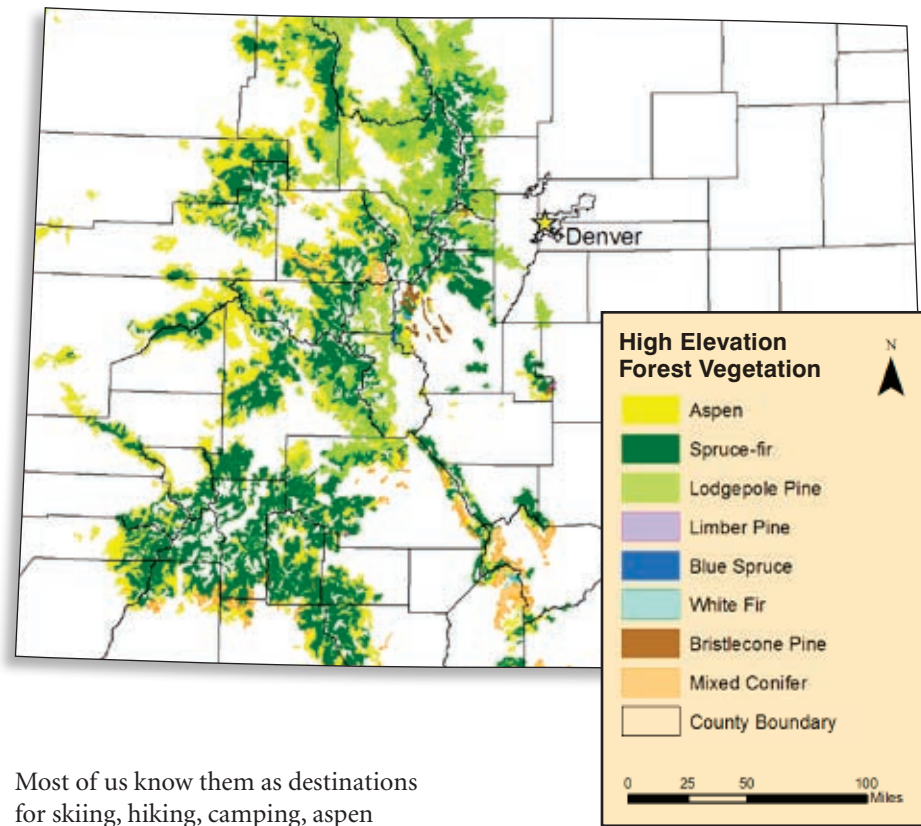 Denver
High Elevation
Forest Vegetation
N
Aspen
Spruce-fir
Lodgepole Pine
Limber Pine
Blue Spruce
White Fir
Bristlecone Pine
Mixed Conifer
County Boundary
0 25 50 100
Miles
Most of us know them as destinations
for skiing, hiking, camping, aspen